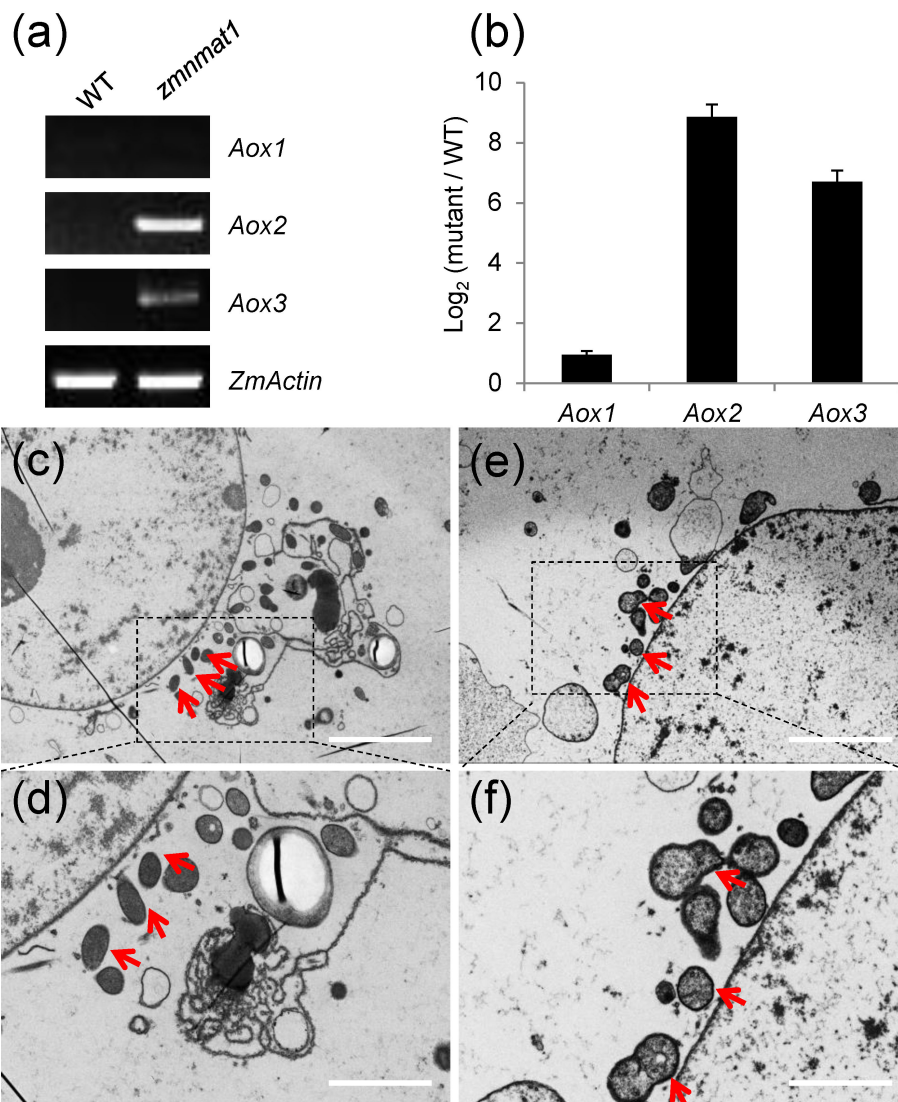 (a)
WT
zmnmat1
Aox1
Aox2
Aox3
ZmActin
(b)
Log2 (mutant / WT)
10
8
6
4
2
0
Aox1
Aox2
Aox3
(c)
(d)
(e)
(f)